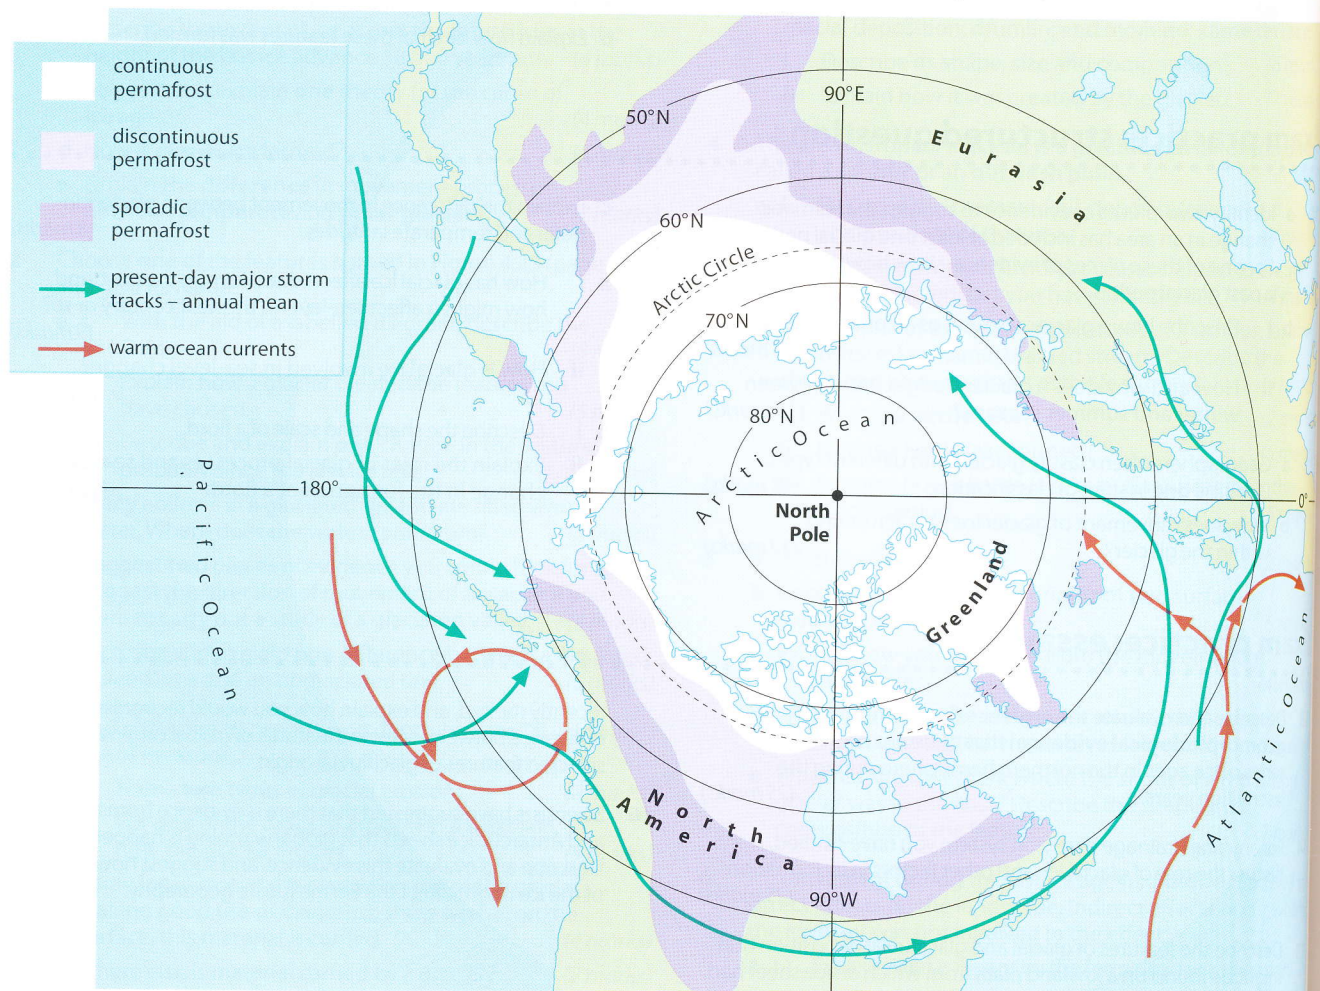 continuous
permafrost
discontinuous
permafrost
sporadic
permafrost
present-day major storm
tracks – annual mean
warm ocean currents
90°E
50°N
Eurasia
60°N
Arctic Circle
70°N
80°N
Arctic Ocean
Pacific Ocean
180°
0°
North
Pole
Greenland
Atlantic Ocean
North
America
90°W